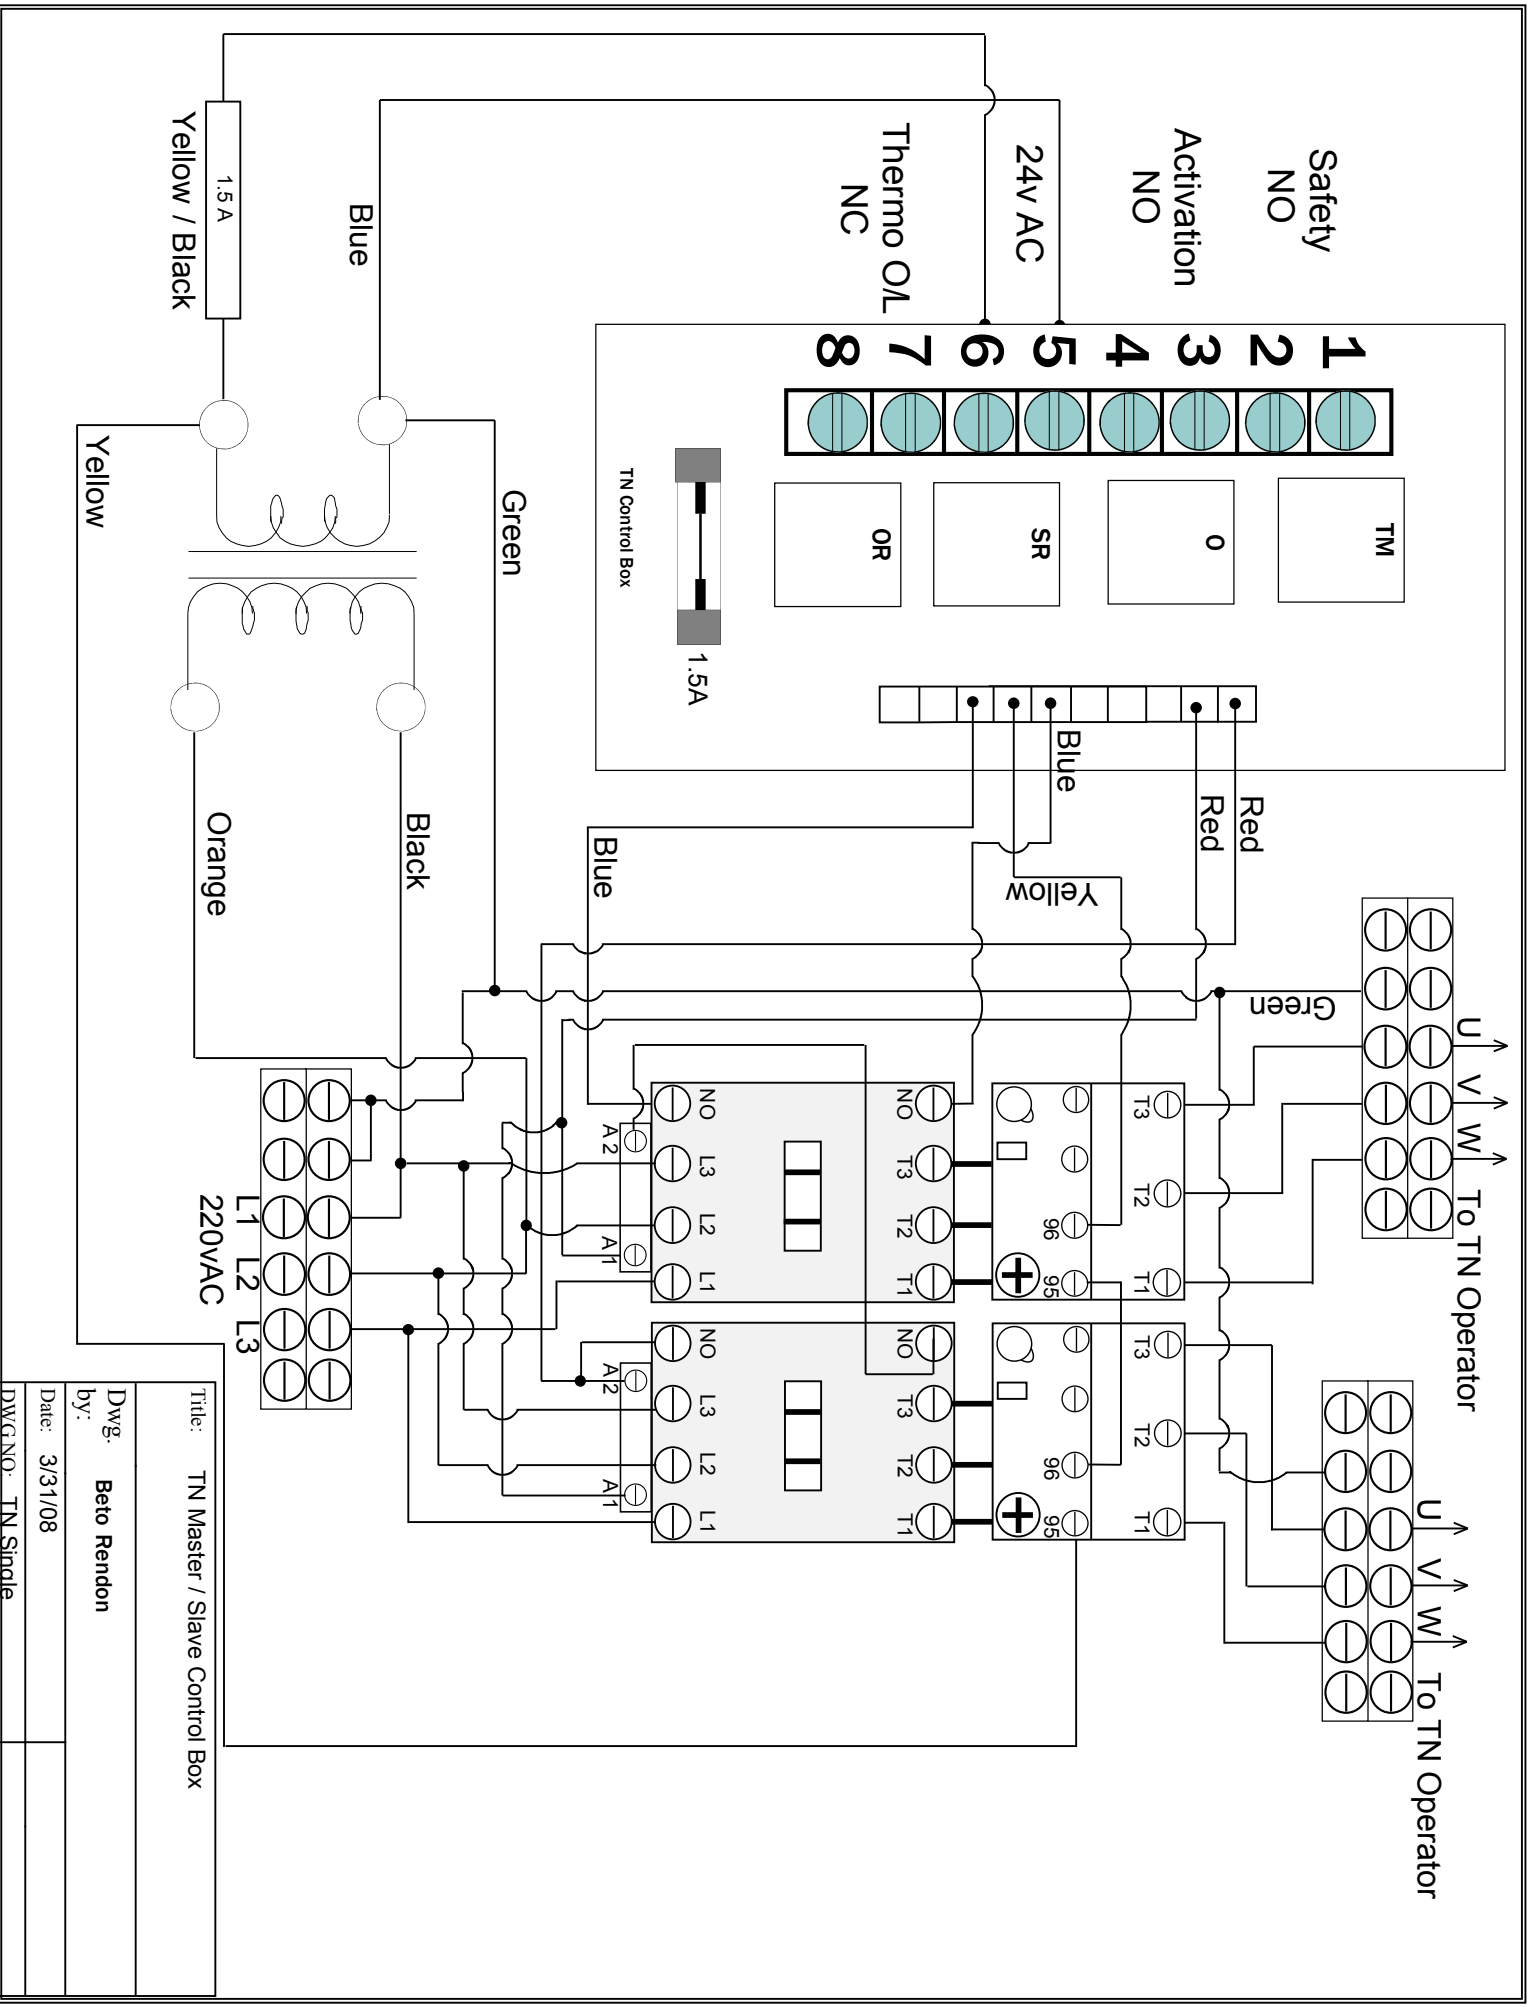 Safety
NO
Activation
NO
24v AC
Thermo O/L
NC
1
2
3
4
5
6
7
8
TM
O
SR
OR
TN Control Box
1.5A
Blue
1.5 A
Yellow / Black
Yellow
Green
Black
Orange
Red
Red
Blue
Yellow
Blue
Green
U
V
W
To TN Operator
U
V
W
To TN Operator
T3
T2
T1
96
95
NO
T3
T2
T1
NO
L3
L2
L1
A 2
A 1
T3
T2
T1
96
95
NO
T3
T2
T1
NO
L3
L2
L1
A 2
A 1
L1
L2
L3
220vAC
Title: TN Master / Slave Control Box
Dwg.
by:
Beto Rendon
Date: 3/31/08
DWG NO: TN Single